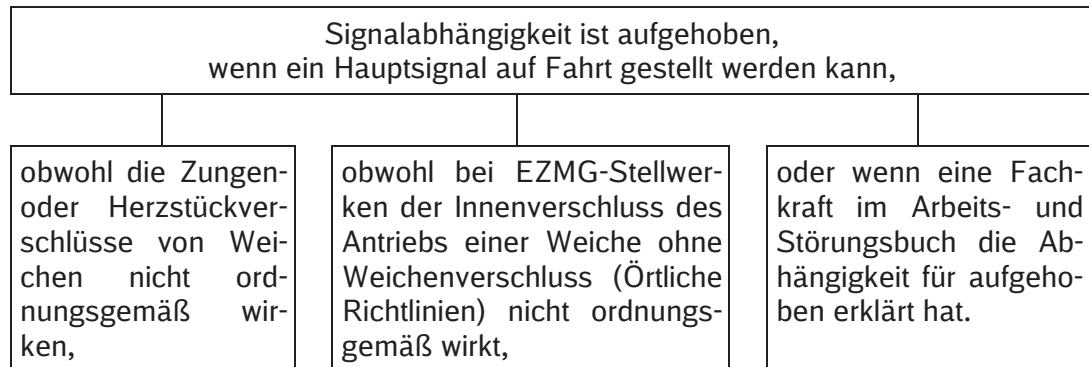 Signalabhängigkeit ist aufgehoben,
wenn ein Hauptsignal auf Fahrt gestellt werden kann,
obwohl die Zungen-
oder Herzstückver-
schlüsse von Wei-
chen nicht ord-
nungsgemäß wir-
ken,
obwohl bei EZMG-Stellwer-
ken der Innenverschluss des
Antriebs einer Weiche ohne
Weichenverschluss (Örtliche
Richtlinien) nicht ordnungs-
gemäß wirkt,
oder wenn eine Fach-
kraft im Arbeits- und
Störungsbuch die Ab-
hängigkeit für aufgeho-
ben erklärt hat.